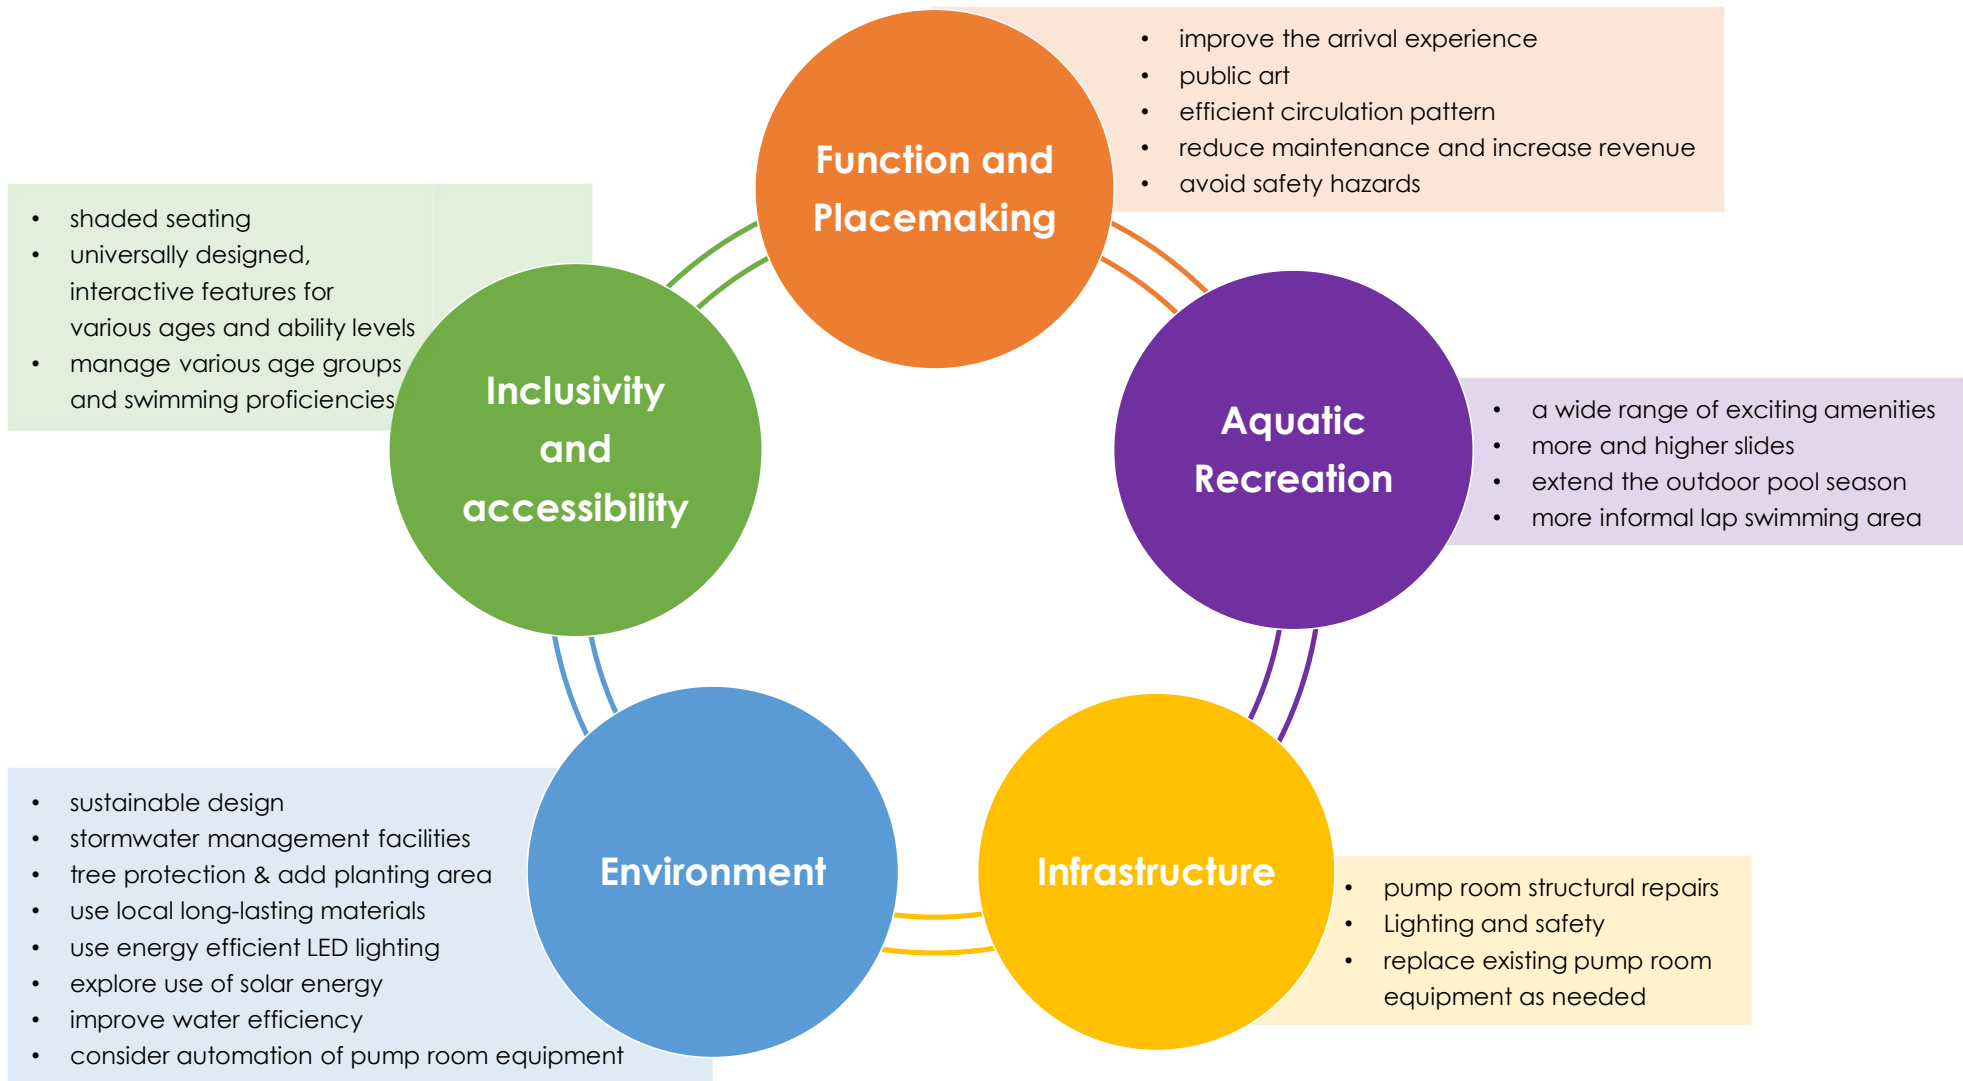 Function and
Placemaking
• improve the arrival experience
• public art
• efficient circulation pattern
• reduce maintenance and increase revenue
• avoid safety hazards
Aquatic
Recreation
• a wide range of exciting amenities
• more and higher slides
• extend the outdoor pool season
• more informal lap swimming area
Infrastructure
• pump room structural repairs
• Lighting and safety
• replace existing pump room
equipment as needed
Environment
• sustainable design
• stormwater management facilities
• tree protection & add planting area
• use local long-lasting materials
• use energy efficient LED lighting
• explore use of solar energy
• improve water efficiency
• consider automation of pump room equipment
Inclusivity
and
accessibility
• shaded seating
• universally designed,
interactive features for
various ages and ability levels
• manage various age groups
and swimming proficiencies